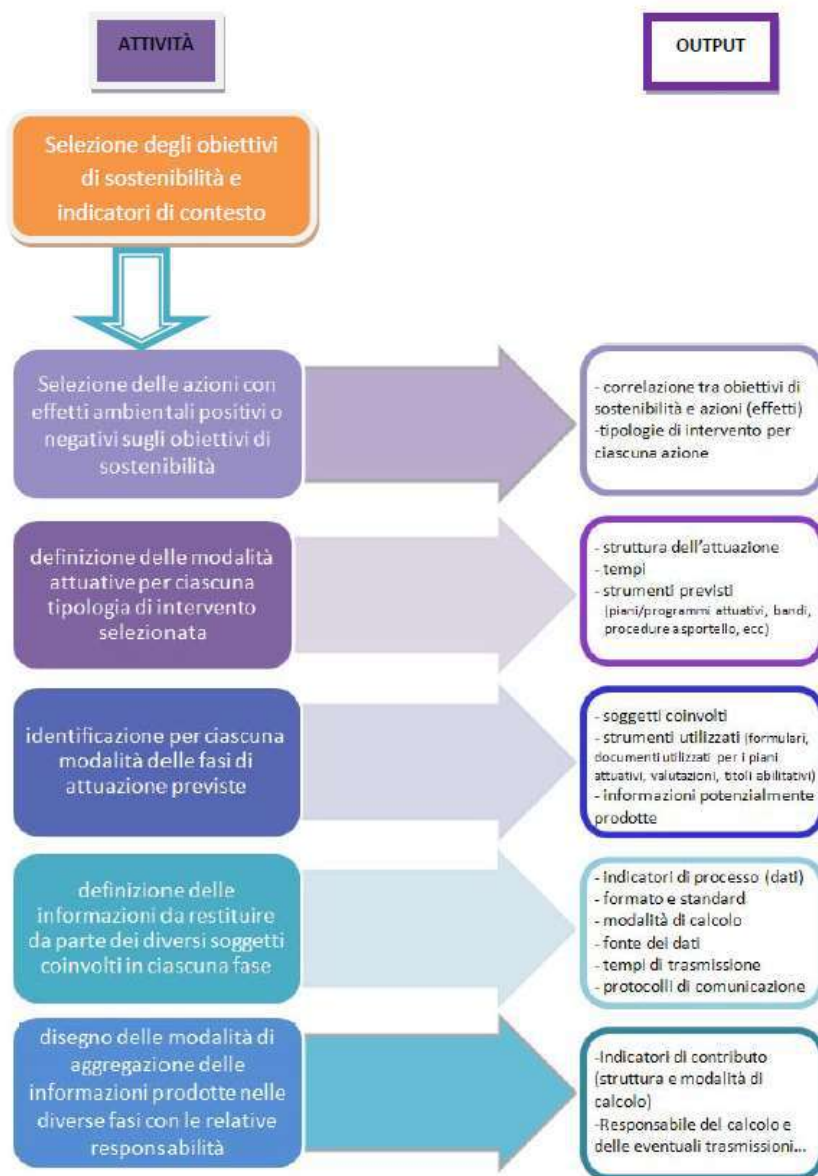 ATTIVITÀ
OUTPUT
Selezione degli obiettivi
di sostenibilità e
indicatori di contesto
Selezione delle azioni con
effetti ambientali positivi o
negativi sugli obiettivi di
sostenibilità
- correlazione tra obiettivi di
sostenibilità e azioni (effetti)
-tipologie di intervento per
ciascuna azione
definizione delle modalità
attuative per ciascuna
tipologia di intervento
selezionata
- struttura dell'attuazione
- tempi
- strumenti previsti
(piani/programmi attuativi, bandi,
procedure a sportello, ecc)
identificazione per ciascuna
modalità delle fasi di
attuazione previste
- soggetti coinvolti
- strumenti utilizzati (formulari,
documenti utilizzati per i piani
attuativi, valutazioni, titoli abilitativi)
- informazioni potenzialmente
prodotte
definizione delle
informazioni da restituire
da parte dei diversi soggetti
coinvolti in ciascuna fase
- indicatori di processo (dati)
- formato e standard
- modalità di calcolo
- fonte dei dati
- tempi di trasmissione
- protocolli di comunicazione
disegno delle modalità di
aggregazione delle
informazioni prodotte nelle
diverse fasi con le relative
responsabilità
-Indicatori di contributo
(struttura e modalità di
calcolo)
-Responsabile del calcolo e
delle eventuali trasmissioni...